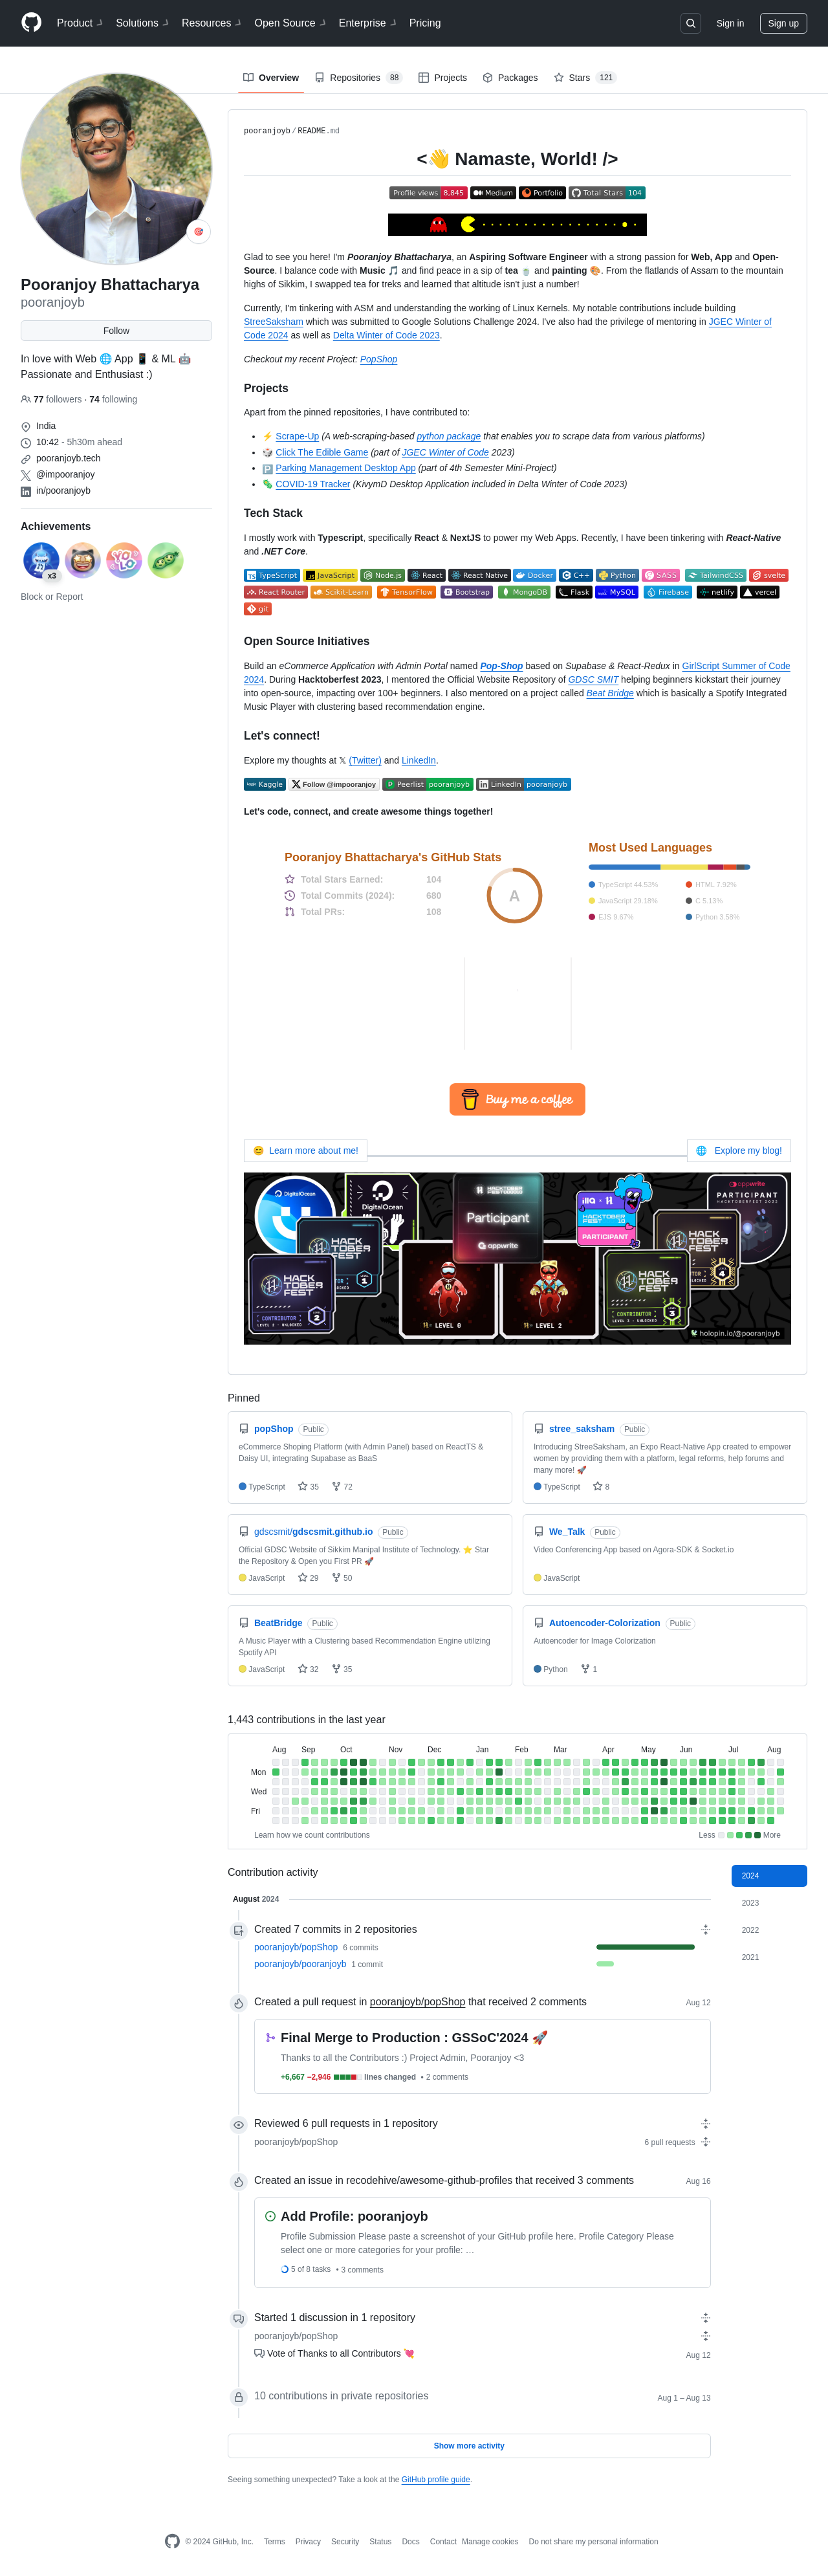 Product
Solutions
Resources
Open Source
Enterprise
Pricing
Sign in
Sign up
Overview
Repositories 88
Projects
Packages
Stars 121
Pooranjoy Bhattacharya
pooranjoyb
Follow
In love with Web 🌐 App 📱 & ML 🤖
Passionate and Enthusiast :)
77 followers · 74 following
India
10:42 - 5h30m ahead
pooranjoyb.tech
@impooranjoy
in/pooranjoyb
Achievements
x3
YOLO
Block or Report
pooranjoyb/README.md
<👋 Namaste, World! />
Profile views 8,845
Medium
Portfolio
Total Stars 104
Glad to see you here! I'm Pooranjoy Bhattacharya, an Aspiring Software Engineer with a strong passion for Web, App and Open-
Source. I balance code with Music 🎵 and find peace in a sip of tea 🍵 and painting 🎨. From the flatlands of Assam to the mountain
highs of Sikkim, I swapped tea for treks and learned that altitude isn't just a number!
Currently, I'm tinkering with ASM and understanding the working of Linux Kernels. My notable contributions include building
StreeSaksham which was submitted to Google Solutions Challenge 2024. I've also had the privilege of mentoring in JGEC Winter of
Code 2024 as well as Delta Winter of Code 2023.
Checkout my recent Project: PopShop
Projects
Apart from the pinned repositories, I have contributed to:
⚡ Scrape-Up (A web-scraping-based python package that enables you to scrape data from various platforms)
🎲 Click The Edible Game (part of JGEC Winter of Code 2023)
🅿️ Parking Management Desktop App (part of 4th Semester Mini-Project)
🦠 COVID-19 Tracker (KivymD Desktop Application included in Delta Winter of Code 2023)
Tech Stack
I mostly work with Typescript, specifically React & NextJS to power my Web Apps. Recently, I have been tinkering with React-Native
and .NET Core.
TypeScript JavaScript Node.js React React Native Docker C++ Python SASS TailwindCSS svelte
React Router Scikit-Learn TensorFlow Bootstrap MongoDB Flask MySQL Firebase netlify vercel
git
Open Source Initiatives
Build an eCommerce Application with Admin Portal named Pop-Shop based on Supabase & React-Redux in GirlScript Summer of Code
2024. During Hacktoberfest 2023, I mentored the Official Website Repository of GDSC SMIT helping beginners kickstart their journey
into open-source, impacting over 100+ beginners. I also mentored on a project called Beat Bridge which is basically a Spotify Integrated
Music Player with clustering based recommendation engine.
Let's connect!
Explore my thoughts at 𝕏 (Twitter) and LinkedIn.
Kaggle
Follow @impooranjoy
Peerlist pooranjoyb
LinkedIn pooranjoyb
Let's code, connect, and create awesome things together!
Pooranjoy Bhattacharya's GitHub Stats
Total Stars Earned: 104
Total Commits (2024): 680
Total PRs: 108
A
Most Used Languages
TypeScript 44.53%
HTML 7.92%
JavaScript 29.18%
C 5.13%
EJS 9.67%
Python 3.58%
Buy me a coffee
😊 Learn more about me!
🌐 Explore my blog!
DigitalOcean
DigitalOcean
HACKTOBERFEST
Participant
appwrite
HACKTOBERFEST 10
PARTICIPANT
appwrite
PARTICIPANT
HACKTOBERFEST 2023
HACKTOBERFEST
1
HACKTOBERFEST
2
LEVEL 0
LEVEL 2
HACKTOBERFEST
3
HACKTOBERFEST
4
holopin.io/@pooranjoyb
Pinned
popShop Public
eCommerce Shoping Platform (with Admin Panel) based on ReactTS &
Daisy UI, integrating Supabase as BaaS
TypeScript 35 72
stree_saksham Public
Introducing StreeSaksham, an Expo React-Native App created to empower
women by providing them with a platform, legal reforms, help forums and
many more! 🚀
TypeScript 8
gdscsmit/gdscsmit.github.io Public
Official GDSC Website of Sikkim Manipal Institute of Technology. ⭐ Star
the Repository & Open you First PR 🚀
JavaScript 29 50
We_Talk Public
Video Conferencing App based on Agora-SDK & Socket.io
JavaScript
BeatBridge Public
A Music Player with a Clustering based Recommendation Engine utilizing
Spotify API
JavaScript 32 35
Autoencoder-Colorization Public
Autoencoder for Image Colorization
Python 1
1,443 contributions in the last year
Aug Sep Oct Nov Dec Jan Feb Mar Apr May Jun Jul Aug
Mon
Wed
Fri
Learn how we count contributions
Less More
Contribution activity
2024
2023
2022
2021
August 2024
Created 7 commits in 2 repositories
pooranjoyb/popShop 6 commits
pooranjoyb/pooranjoyb 1 commit
Created a pull request in pooranjoyb/popShop that received 2 comments Aug 12
Final Merge to Production : GSSoC'2024 🚀
Thanks to all the Contributors :) Project Admin, Pooranjoy <3
+6,667 −2,946 lines changed • 2 comments
Reviewed 6 pull requests in 1 repository
pooranjoyb/popShop 6 pull requests
Created an issue in recodehive/awesome-github-profiles that received 3 comments Aug 16
Add Profile: pooranjoyb
Profile Submission Please paste a screenshot of your GitHub profile here. Profile Category Please
select one or more categories for your profile: …
5 of 8 tasks • 3 comments
Started 1 discussion in 1 repository
pooranjoyb/popShop
Vote of Thanks to all Contributors 💘 Aug 12
10 contributions in private repositories Aug 1 – Aug 13
Show more activity
Seeing something unexpected? Take a look at the GitHub profile guide.
© 2024 GitHub, Inc.
Terms
Privacy
Security
Status
Docs
Contact
Manage cookies
Do not share my personal information